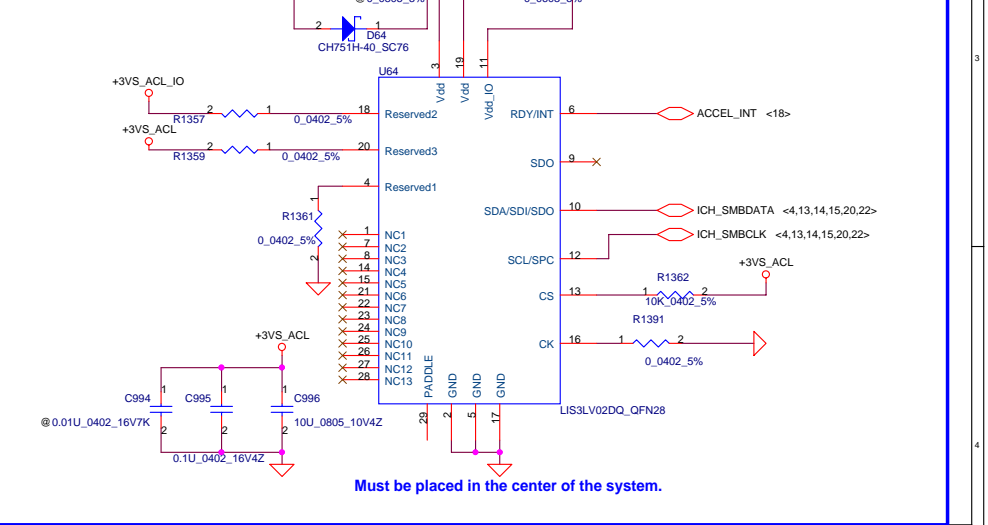 2
1
D64
CH751H-40_SC76
3
19
11
U64
Vdd
Vdd
Vdd_IO
+3VS_ACL_IO
R1357
2
1
0_0402_5%
18
Reserved2
RDY/INT
6
ACCEL_INT <18>
+3VS_ACL
R1359
2
1
0_0402_5%
20
Reserved3
SDO
9
4
Reserved1
1
R1361
0_0402_5%
2
SDA/SDI/SDO
10
ICH_SMBDATA <4,13,14,15,20,22>
ICH_SMBCLK <4,13,14,15,20,22>
SCL/SPC
12
+3VS_ACL
R1362
CS
13
1
2
10K_0402_5%
R1391
CK
16
1
2
0_0402_5%
1
NC1
7
NC2
8
NC3
14
NC4
15
NC5
21
NC6
22
NC7
23
NC8
24
NC9
25
NC10
26
NC11
27
NC12
28
NC13
PADDLE
GND
GND
GND
29
2
5
17
LIS3LV02DQ_QFN28
+3VS_ACL
1
1
1
C994
C995
C996
@0.01U_0402_16V7K
10U_0805_10V4Z
2
2
2
0.1U_0402_16V4Z
Must be placed in the center of the system.
3
4